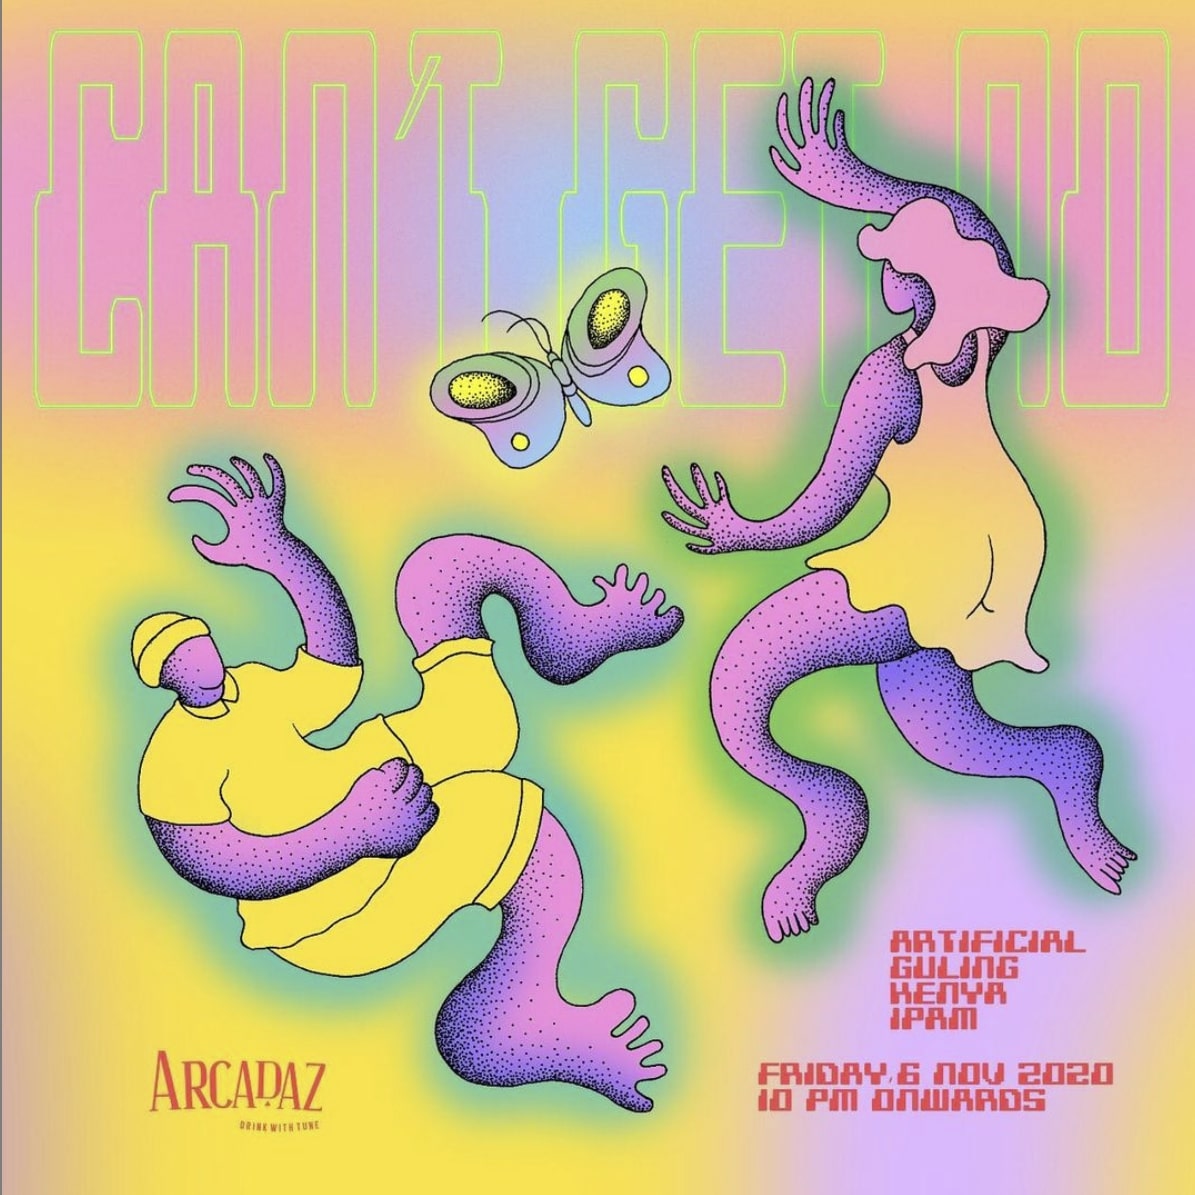 CAN'T GET NO
ARTIFICIAL
GULING
KENYA
IPAM
FRIDAY, 6 NOV 2020
10 PM ONWARDS
ARCADAZ
DRINK WITH TUNE